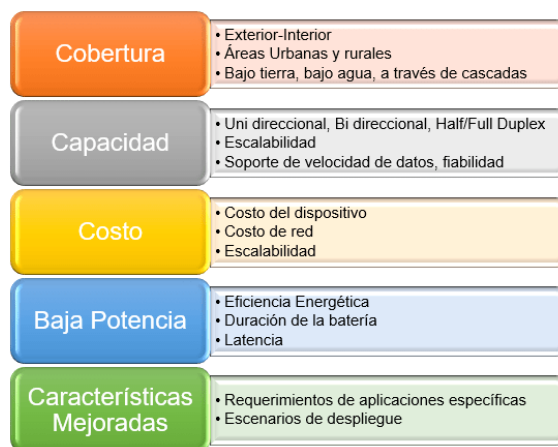 Cobertura
• Exterior-Interior
• Áreas Urbanas y rurales
• Bajo tierra, bajo agua, a través de cascadas
Capacidad
• Uni direccional, Bi direccional, Half/Full Duplex
• Escalabilidad
• Soporte de velocidad de datos, fiabilidad
Costo
• Costo del dispositivo
• Costo de red
• Escalabilidad
Baja Potencia
• Eficiencia Energética
• Duración de la batería
• Latencia
Características
Mejoradas
• Requerimientos de aplicaciones específicas
• Escenarios de despliegue